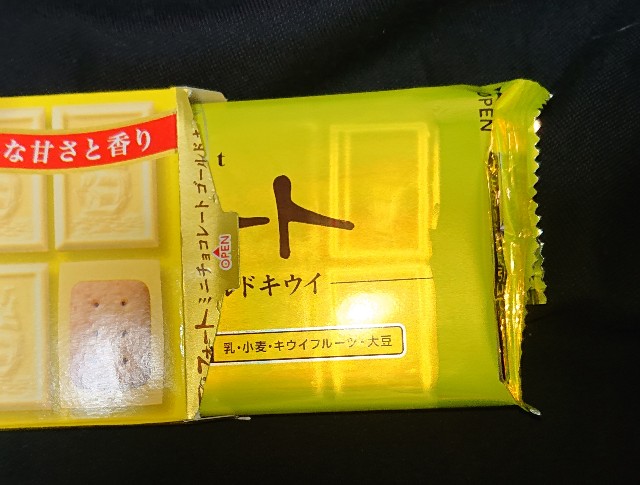 な甘さと香り
フォートミニチョコレートゴールドキ
OPEN
OPEN
t
ート
ルドキウイ
乳・小麦・キウイフルーツ・大豆